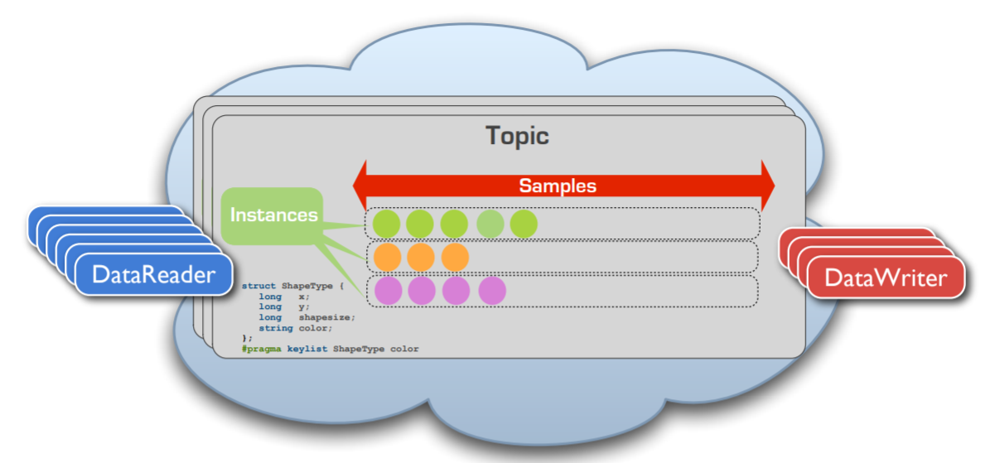 Topic
Samples
Instances
DataReader
DataWriter
struct ShapeType {
long x;
long y;
long shapesize;
string color;
};
#pragma keylist ShapeType color